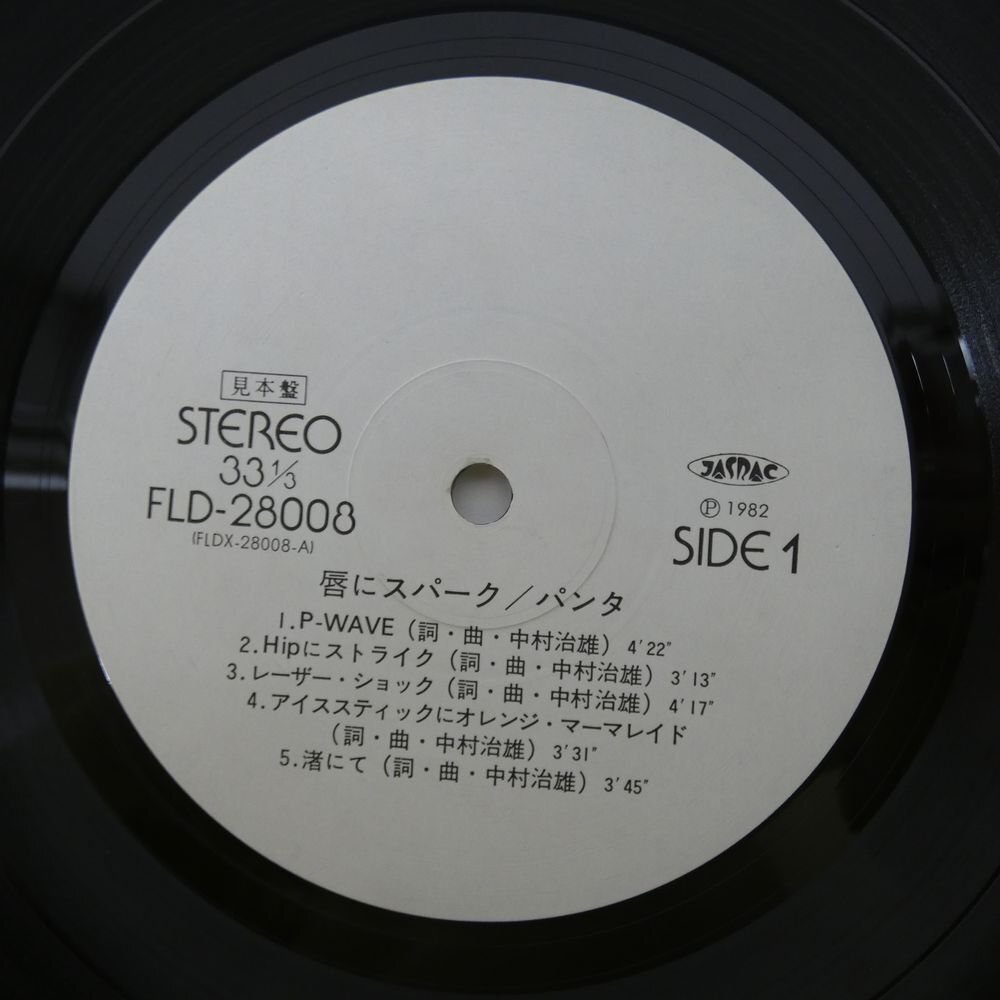 見本盤
STEREO
33 1/3
FLD-28008
(FLDX-28008-A)
JASRAC
Ⓟ 1982
SIDE 1
唇にスパーク/パンタ
1.P-WAVE(詞・曲・中村治雄) 4'22"
2.Hipにストライク(詞・曲・中村治雄) 3'13"
3.レーザー・ショック(詞・曲・中村治雄) 4'17"
4.アイススティックにオレンジ・マーマレイド
(詞・曲・中村治雄) 3'31"
5.渚にて(詞・曲・中村治雄) 3'45"